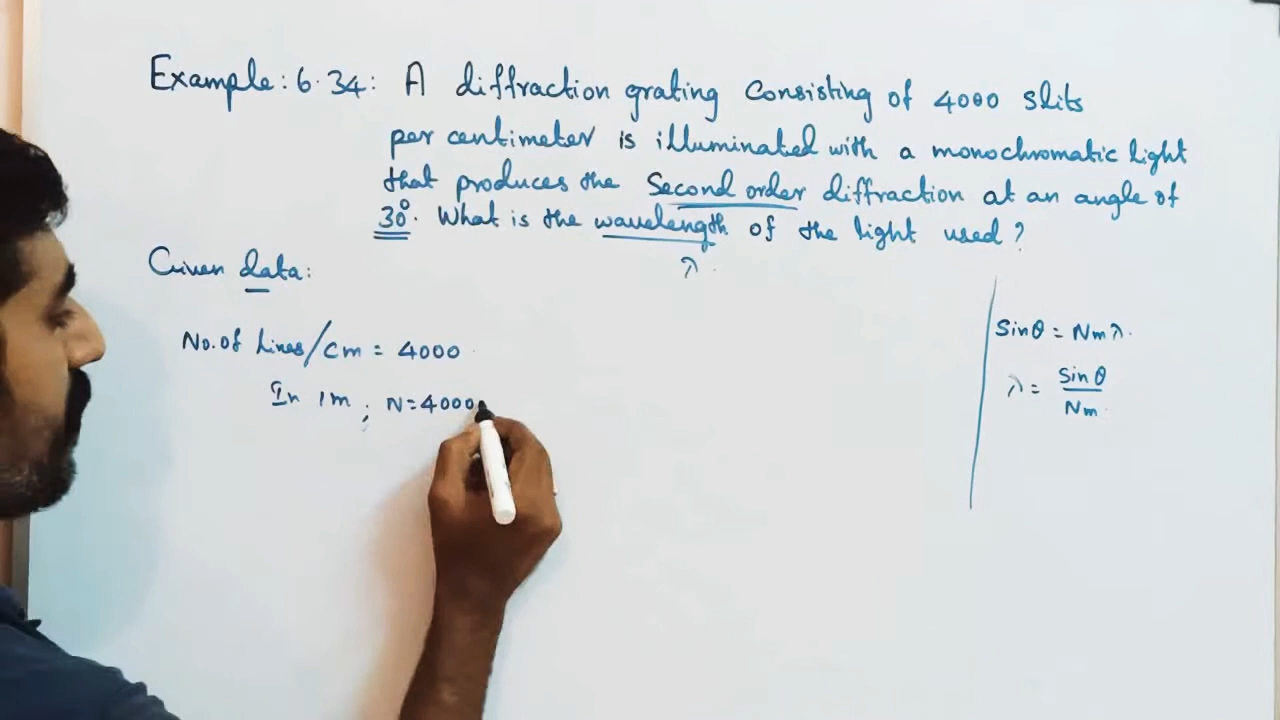 Example: 6.34: A diffraction grating consisting of 4000 slits
per centimeter is illuminated with a monochromatic light
that produces the second order diffraction at an angle of
30°. What is the wavelength of the light used?
λ.
Given data:
No. of lines/cm = 4000
In 1m ; N=4000
Sinθ = Nmλ.
λ = Sinθ
Nm.